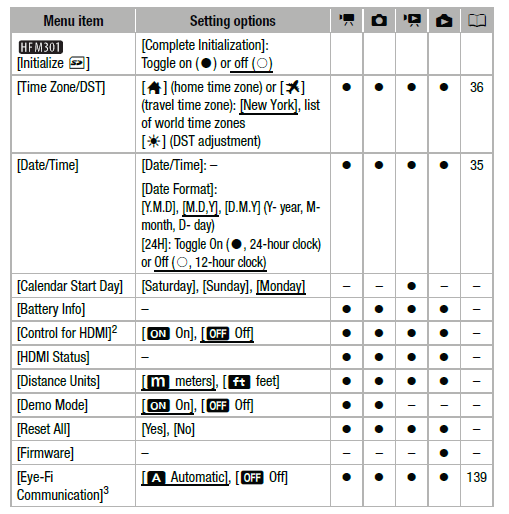 Menu item Setting options
HFM301 [Complete Initialization]:
[Initialize ] Toggle on (●) or off (○)
[Time Zone/DST] [ ] (home time zone) or [ ] ● ● ● ● 36
(travel time zone): [New York], list
of world time zones
[ ] (DST adjustment)
[Date/Time] [Date/Time]: – ● ● ● ● 35
[Date Format]:
[Y.M.D], [M.D,Y], [D.M.Y] (Y- year, M-
month, D- day)
[24H]: Toggle On (●, 24-hour clock)
or Off (○, 12-hour clock)
[Calendar Start Day] [Saturday], [Sunday], [Monday] – – ● – –
[Battery Info] – ● ● ● ● –
[Control for HDMI]2 [ON On], [OFF Off] ● ● ● ● –
[HDMI Status] – ● ● ● ● –
[Distance Units] [m meters], [ft feet] ● ● ● ● –
[Demo Mode] [ON On], [OFF Off] ● ● – – –
[Reset All] [Yes], [No] ● ● ● ● –
[Firmware] – – – – ● –
[Eye-Fi [A Automatic], [OFF Off] ● ● ● ● 139
Communication]3